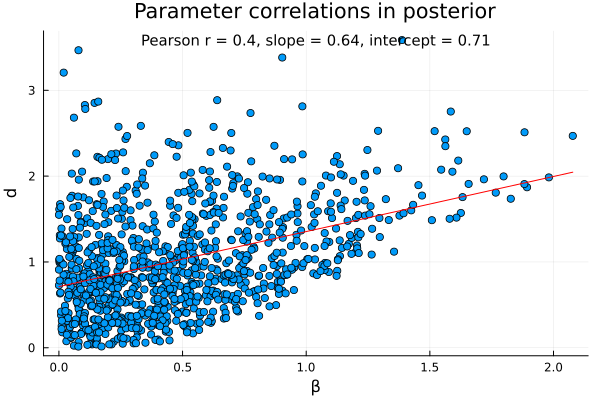 Parameter correlations in posterior
Pearson r = 0.4, slope = 0.64, intercept = 0.71
3
2
1
0
d
0.0 0.5 1.0 1.5 2.0
β